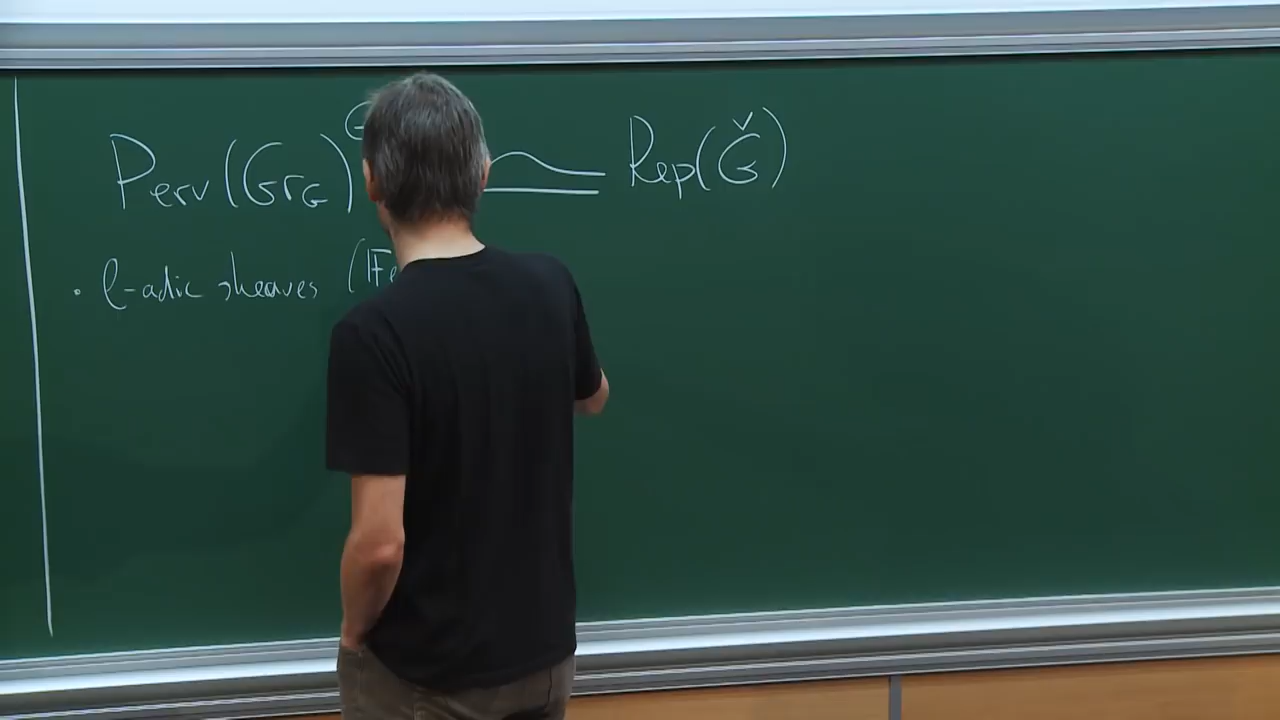 Perv(Gr_G) ≅ Rep(Ǧ)
· ℓ-adic sheaves (𝔽